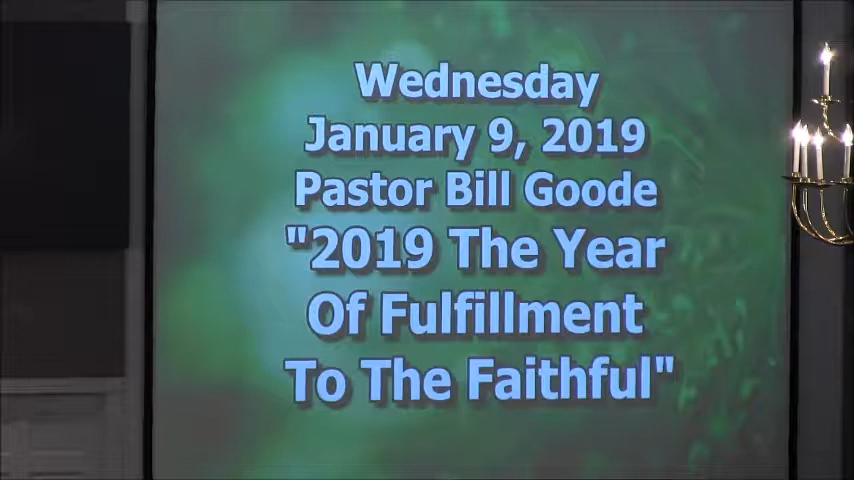 Wednesday
January 9, 2019
Pastor Bill Goode
"2019 The Year
Of Fulfillment
To The Faithful"